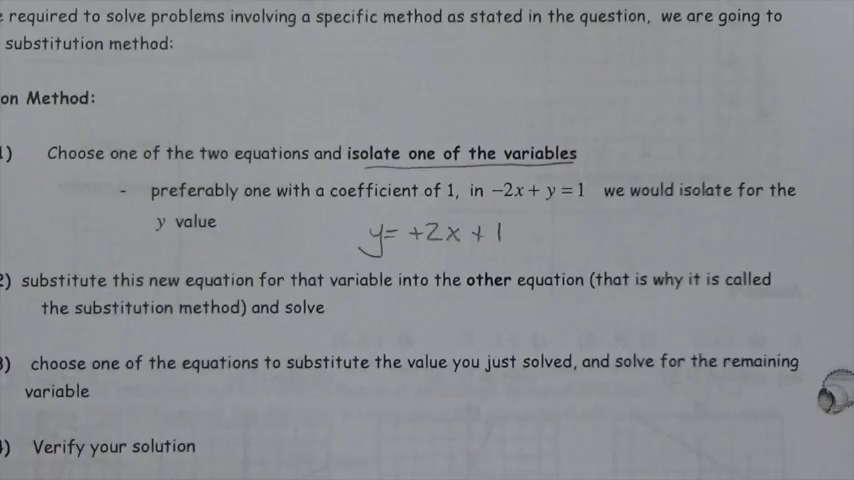 e required to solve problems involving a specific method as stated in the question, we are going to
substitution method:
on Method:
1) Choose one of the two equations and isolate one of the variables
- preferably one with a coefficient of 1, in −2x + y = 1 we would isolate for the
y value
y= +2x + 1
2) substitute this new equation for that variable into the other equation (that is why it is called
the substitution method) and solve
3) choose one of the equations to substitute the value you just solved, and solve for the remaining
variable
4) Verify your solution